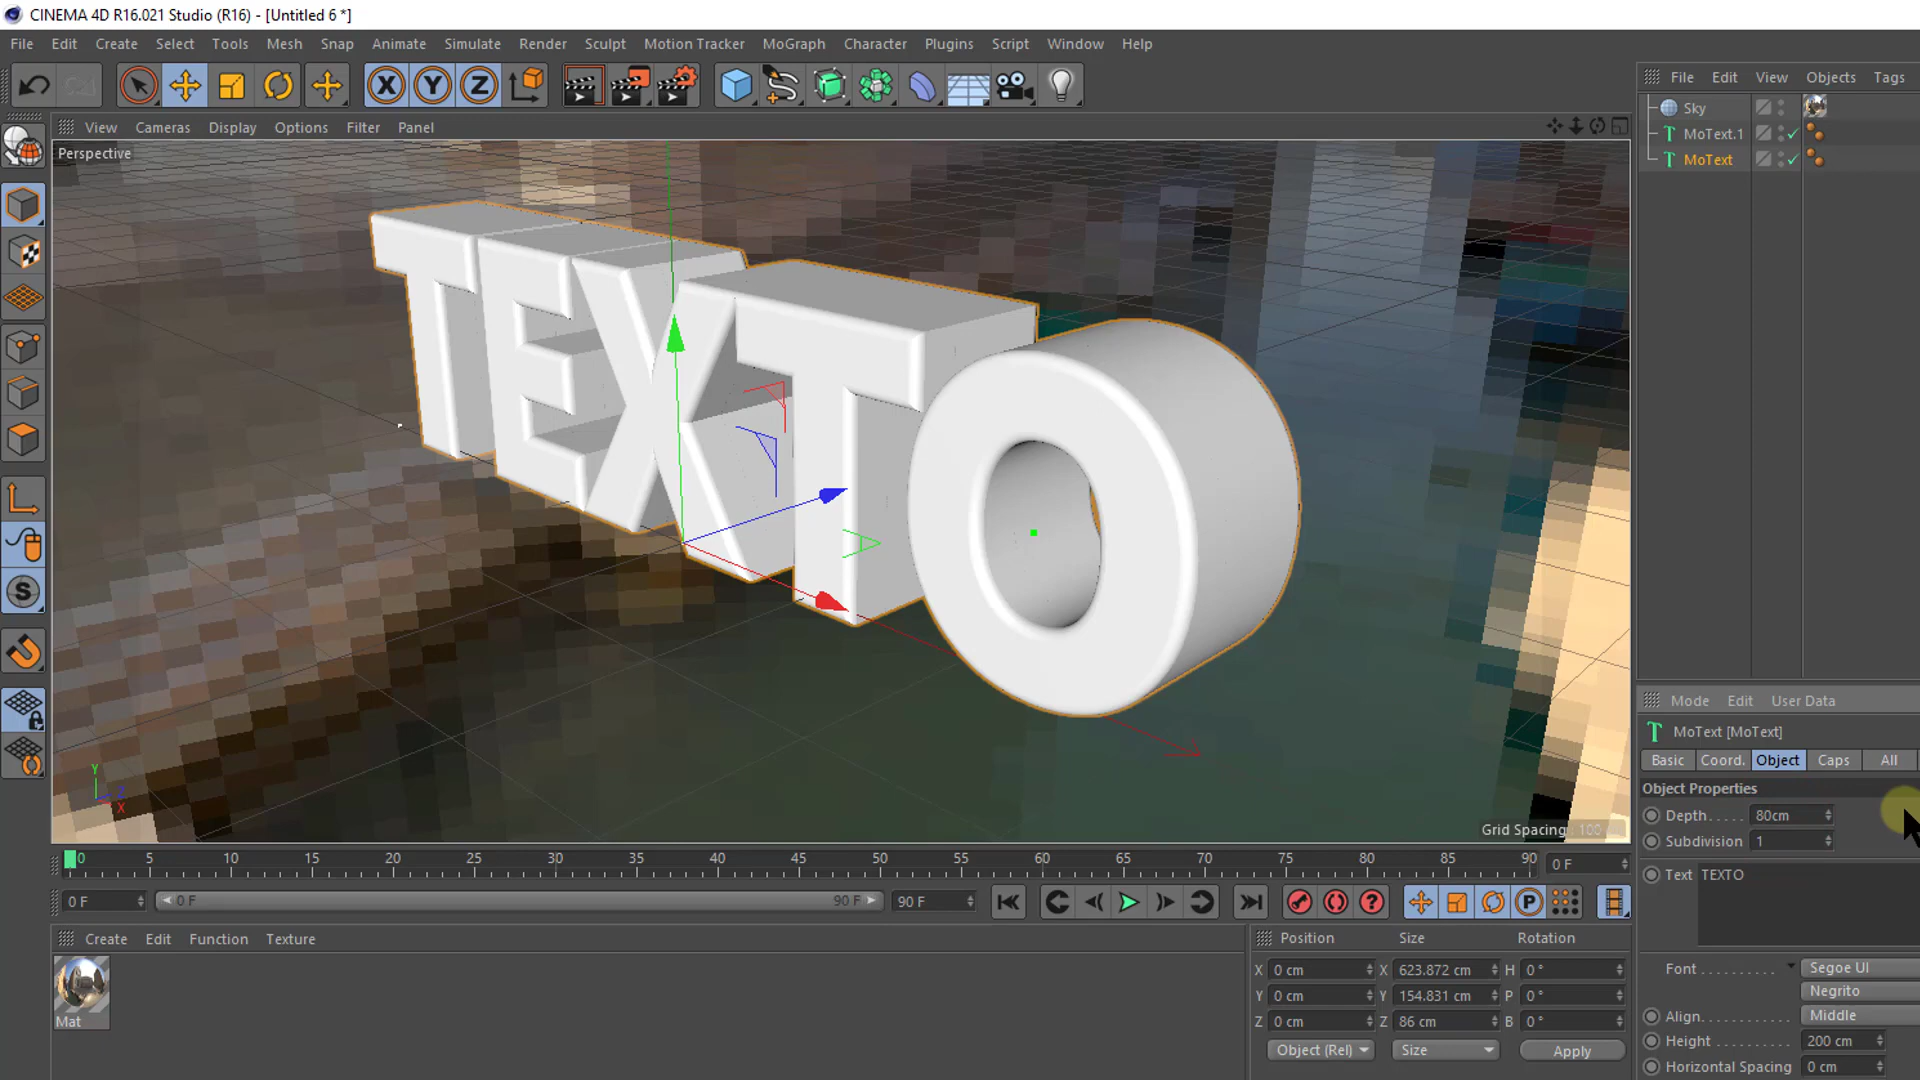 CINEMA 4D R16.021 Studio (R16) - [Untitled 6 *]
File Edit Create Select Tools Mesh Snap Animate Simulate Render Sculpt Motion Tracker MoGraph Character Plugins Script Window Help
X Y Z
File Edit View Objects Tags
Sky
MoText.1
MoText
View Cameras Display Options Filter Panel
Perspective
TEXTO
S
Y
Z
X
Grid Spacing : 100
Mode Edit User Data
MoText [MoText]
Basic Coord. Object Caps All
Object Properties
Depth . . . . . 80cm
Subdivision 1
Text TEXTO
Font . . . . . . . . . . Segoe UI
Negrito
Align. . . . . . . . . . . Middle
Height . . . . . . . . . . 200 cm
Horizontal Spacing 0 cm
0 5 10 15 20 25 30 35 40 45 50 55 60 65 70 75 80 85 90 0 F
0 F 0 F 90 F 90 F
? P
Create Edit Function Texture
Mat
Position Size Rotation
X 0 cm X 623.872 cm H 0 °
Y 0 cm Y 154.831 cm P 0 °
Z 0 cm Z 86 cm B 0 °
Object (Rel) Size Apply